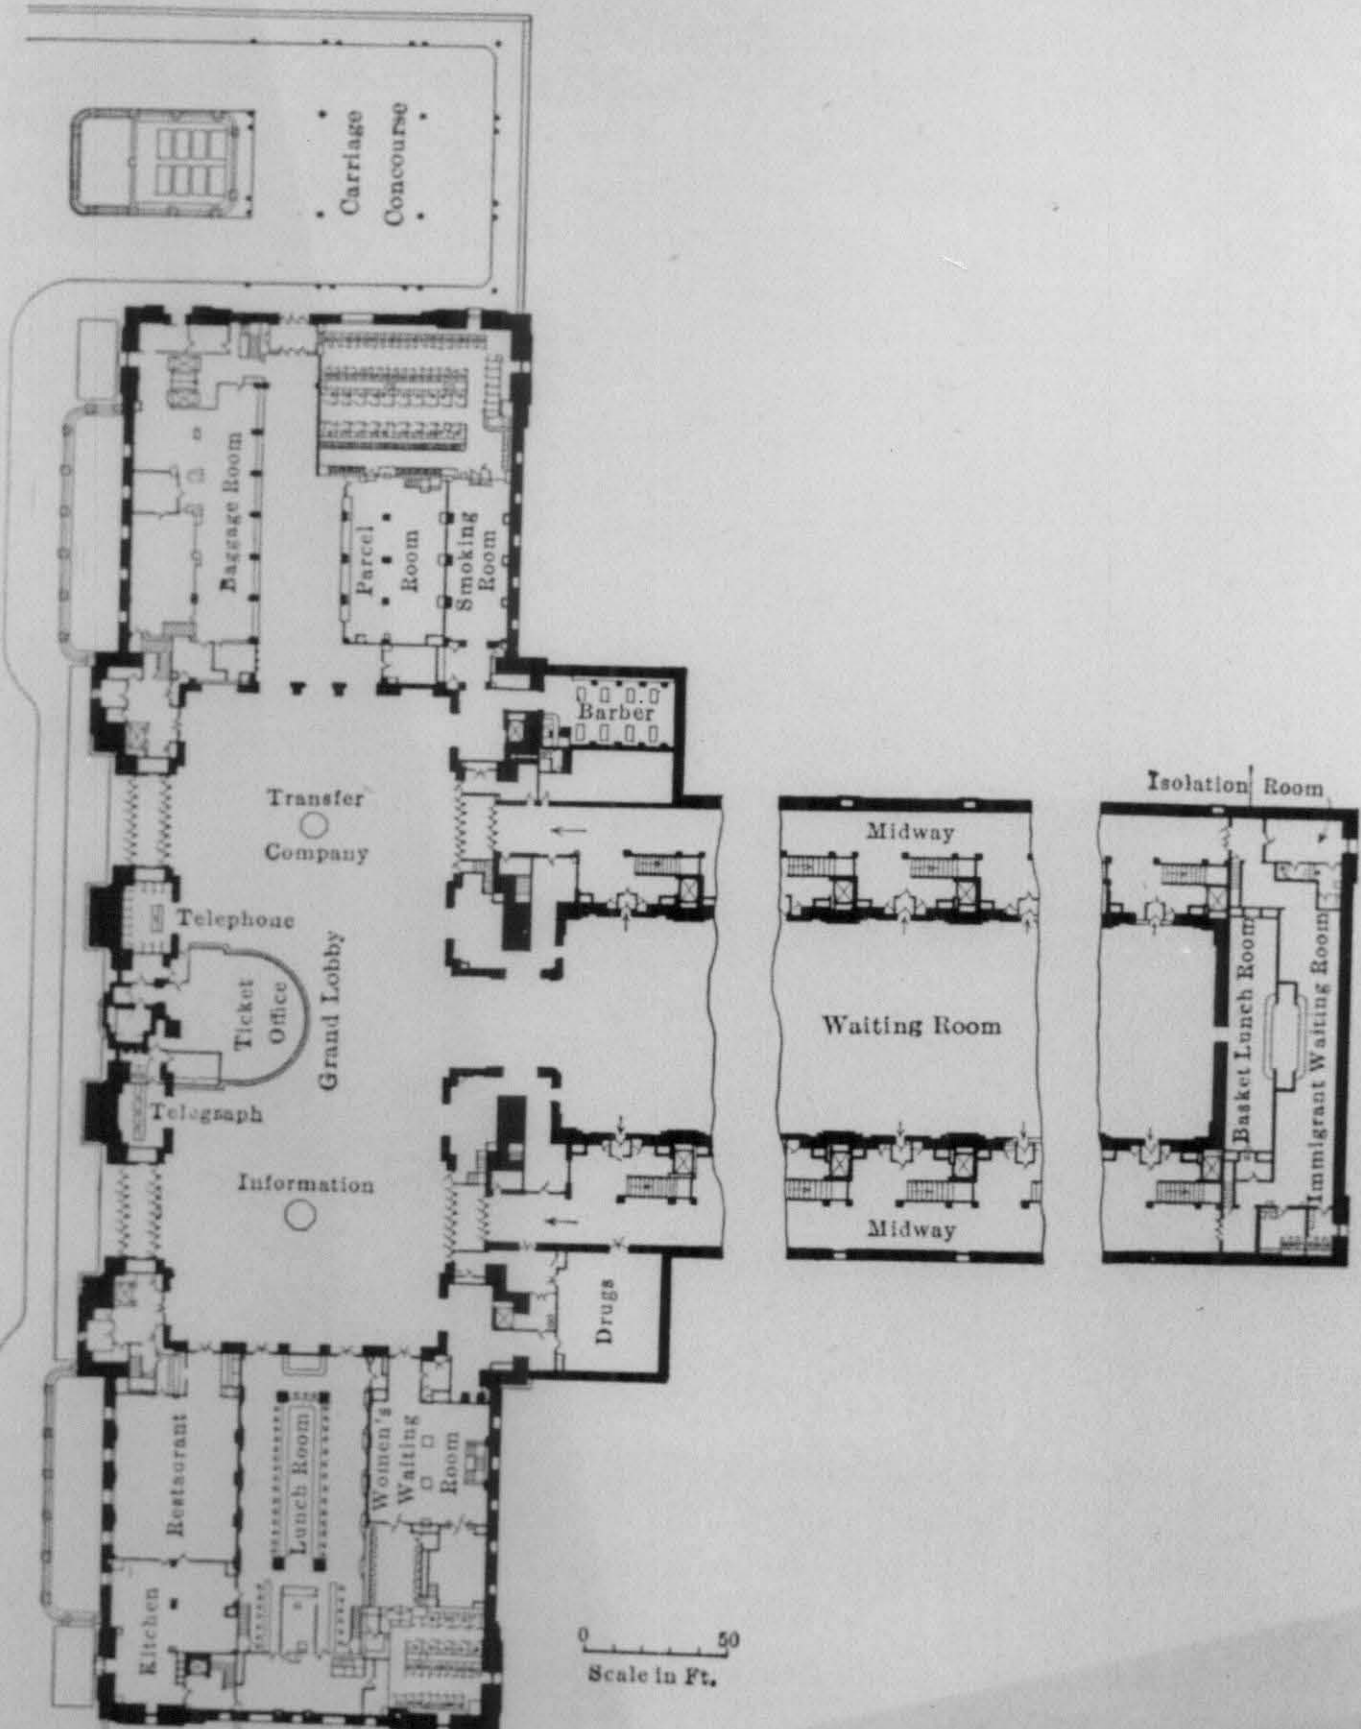 Carriage
Concourse
Baggage Room
Parcel
Room
Smoking
Room
Barber
Transfer
Company
Telephone
Ticket
Office
Grand Lobby
Telegraph
Information
Midway
Waiting Room
Midway
Isolation Room
Basket Lunch Room
Immigrant Waiting Room
Drugs
Restaurant
Lunch Room
Women's
Waiting
Room
Kitchen
0 50
Scale in Ft.